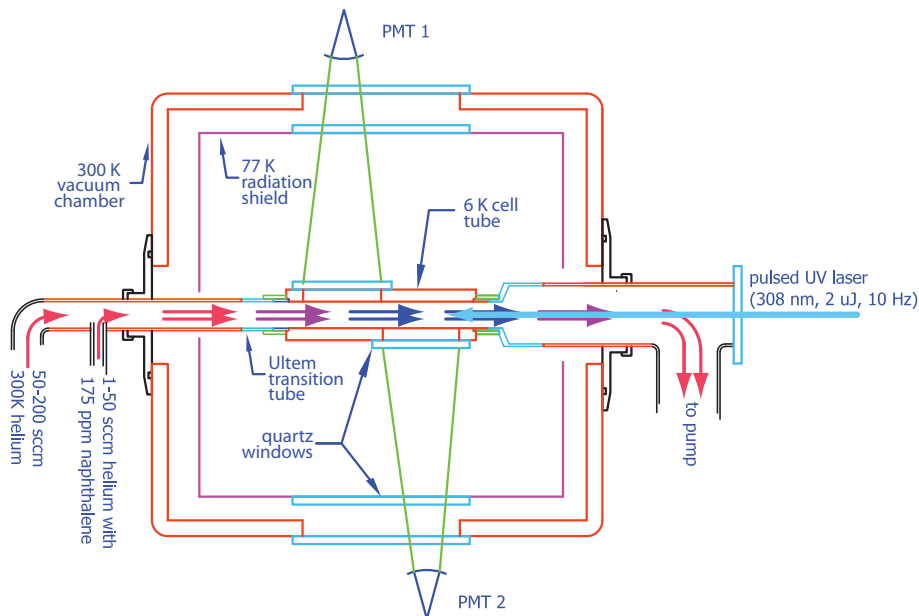 PMT 1
300 K
vacuum
chamber
77 K
radiation
shield
6 K cell
tube
pulsed UV laser
(308 nm, 2 uJ, 10 Hz)
Ultem
transition
tube
50-200 sccm
300K helium
1-50 sccm helium with
175 ppm naphthalene
quartz
windows
to pump
PMT 2